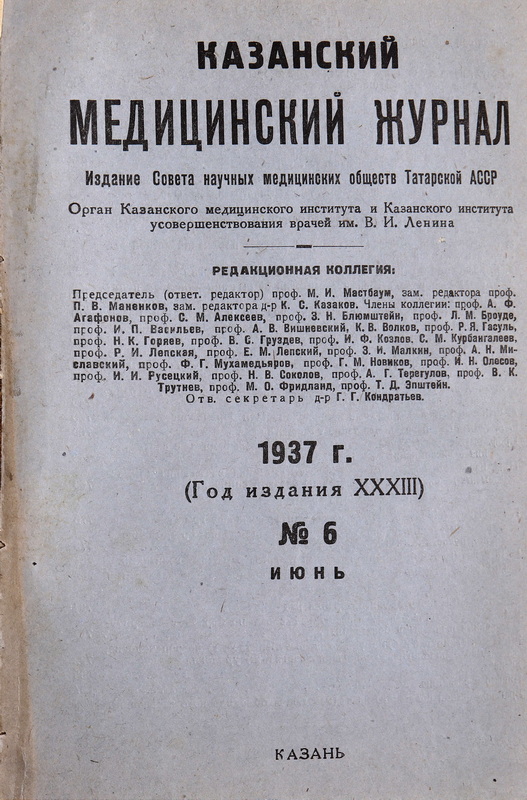 КАЗАНСКИЙ
МЕДИЦИНСКИЙ ЖУРНАЛ
Издание Совета научных медицинских обществ Татарской АССР
Орган Казанского медицинского института и Казанского института
усовершенствования врачей им. В. И. Ленина
РЕДАКЦИОННАЯ КОЛЛЕГИЯ:
Председатель (ответ. редактор) проф. М. И. Мастбаум, зам. редактора проф.
П. В. Маненков, зам. редактора д-р К. С. Казаков. Члены коллегии: проф. А. Ф.
Агафонов, проф. С. М. Алексеев, проф. З. Н. Блюмштейн, проф. Л. М. Броуде,
проф. И. П. Васильев, проф. А. В. Вишневский, К. В. Волков, проф. Р. Я. Гасуль,
проф. Н. К. Горяев, проф. В. С. Груздев, проф. И. Ф. Козлов. С. М. Курбангалеев.
проф. Р. И. Лепская, проф. Е. М. Лепский, проф. З. И. Малкин, проф. А. Н. Ми-
славский, проф. Ф. Г. Мухамедьяров, проф. Г. М. Новиков, проф. И. Н. Олесов,
проф. И. И. Русецкий, проф. Н. В. Соколов, проф. А. Г. Терегулов, проф. В. К.
Трутнев, проф. М. О. Фридланд, проф. Т. Д. Эпштейн.
Отв. секретарь д-р Г. Г. Кондратьев.
1937 г.
(Год издания XXXIII)
№ 6
ИЮНЬ
КАЗАНЬ